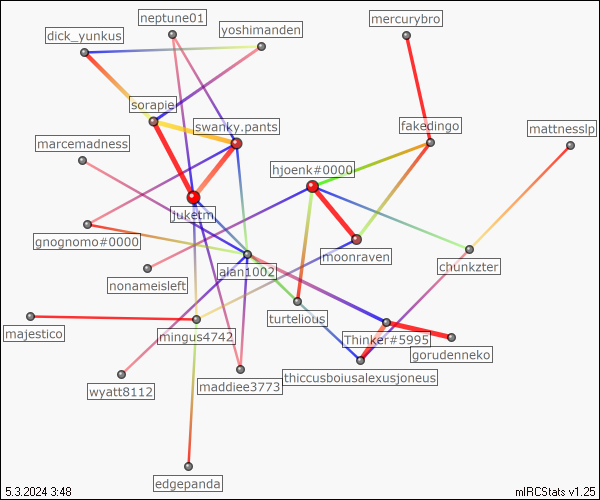 neptune01
mercurybro
yoshimanden
dick_yunkus
sorapie
swanky.pants
fakedingo
mattnesslp
marcemadness
hjoenk#0000
juketmj
gnognomo#0000
moonraven
chunkzter
alan1002
nonameisleft
turtelious
majestico
mingus4742
Thinker#5995
gorudenneko
thiccusboiusalexusjoneus
maddiee3773
wyatt8112
edgepanda
5.3.2024 3:48
mIRCStats v1.25